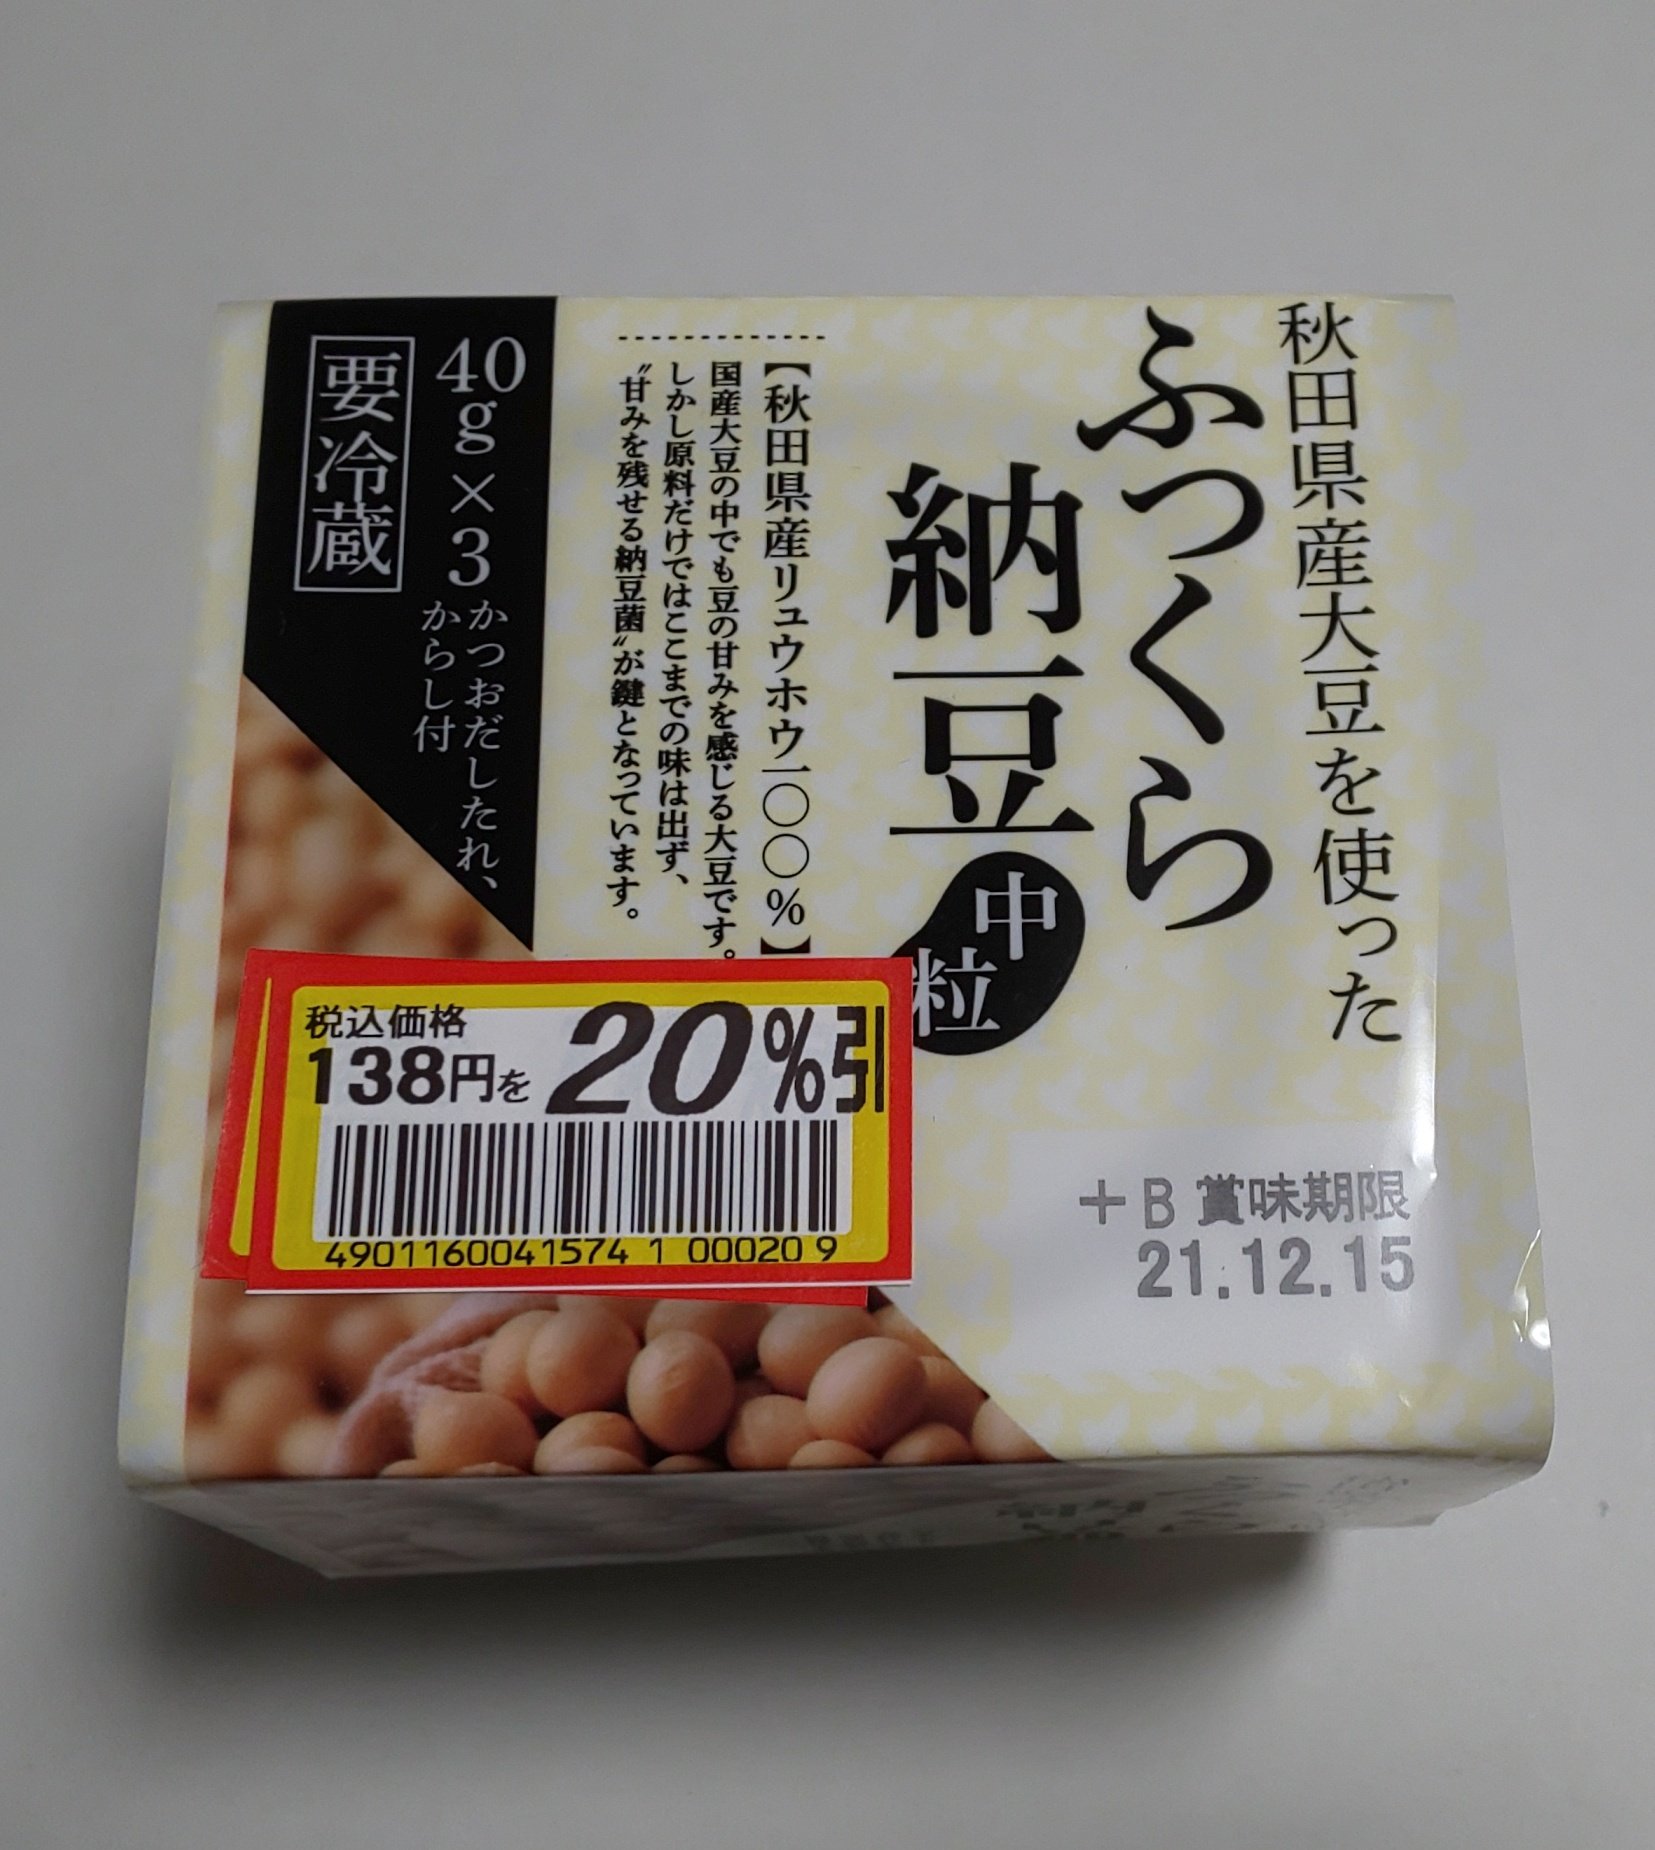 秋田県産大豆を使った
ふっくら
納豆
中
粒
【秋田県産リュウホウ一〇〇%】
国産大豆の中でも豆の甘みを感じる大豆です。
しかし原料だけではここまでの味は出ず、
〝甘みを残せる納豆菌〟が鍵となっています。
40g×3
かつおだしたれ、
からし付
要冷蔵
税込価格
138円を20%引
4901160041574 1 00020 9
+B 賞味期限
21.12.15